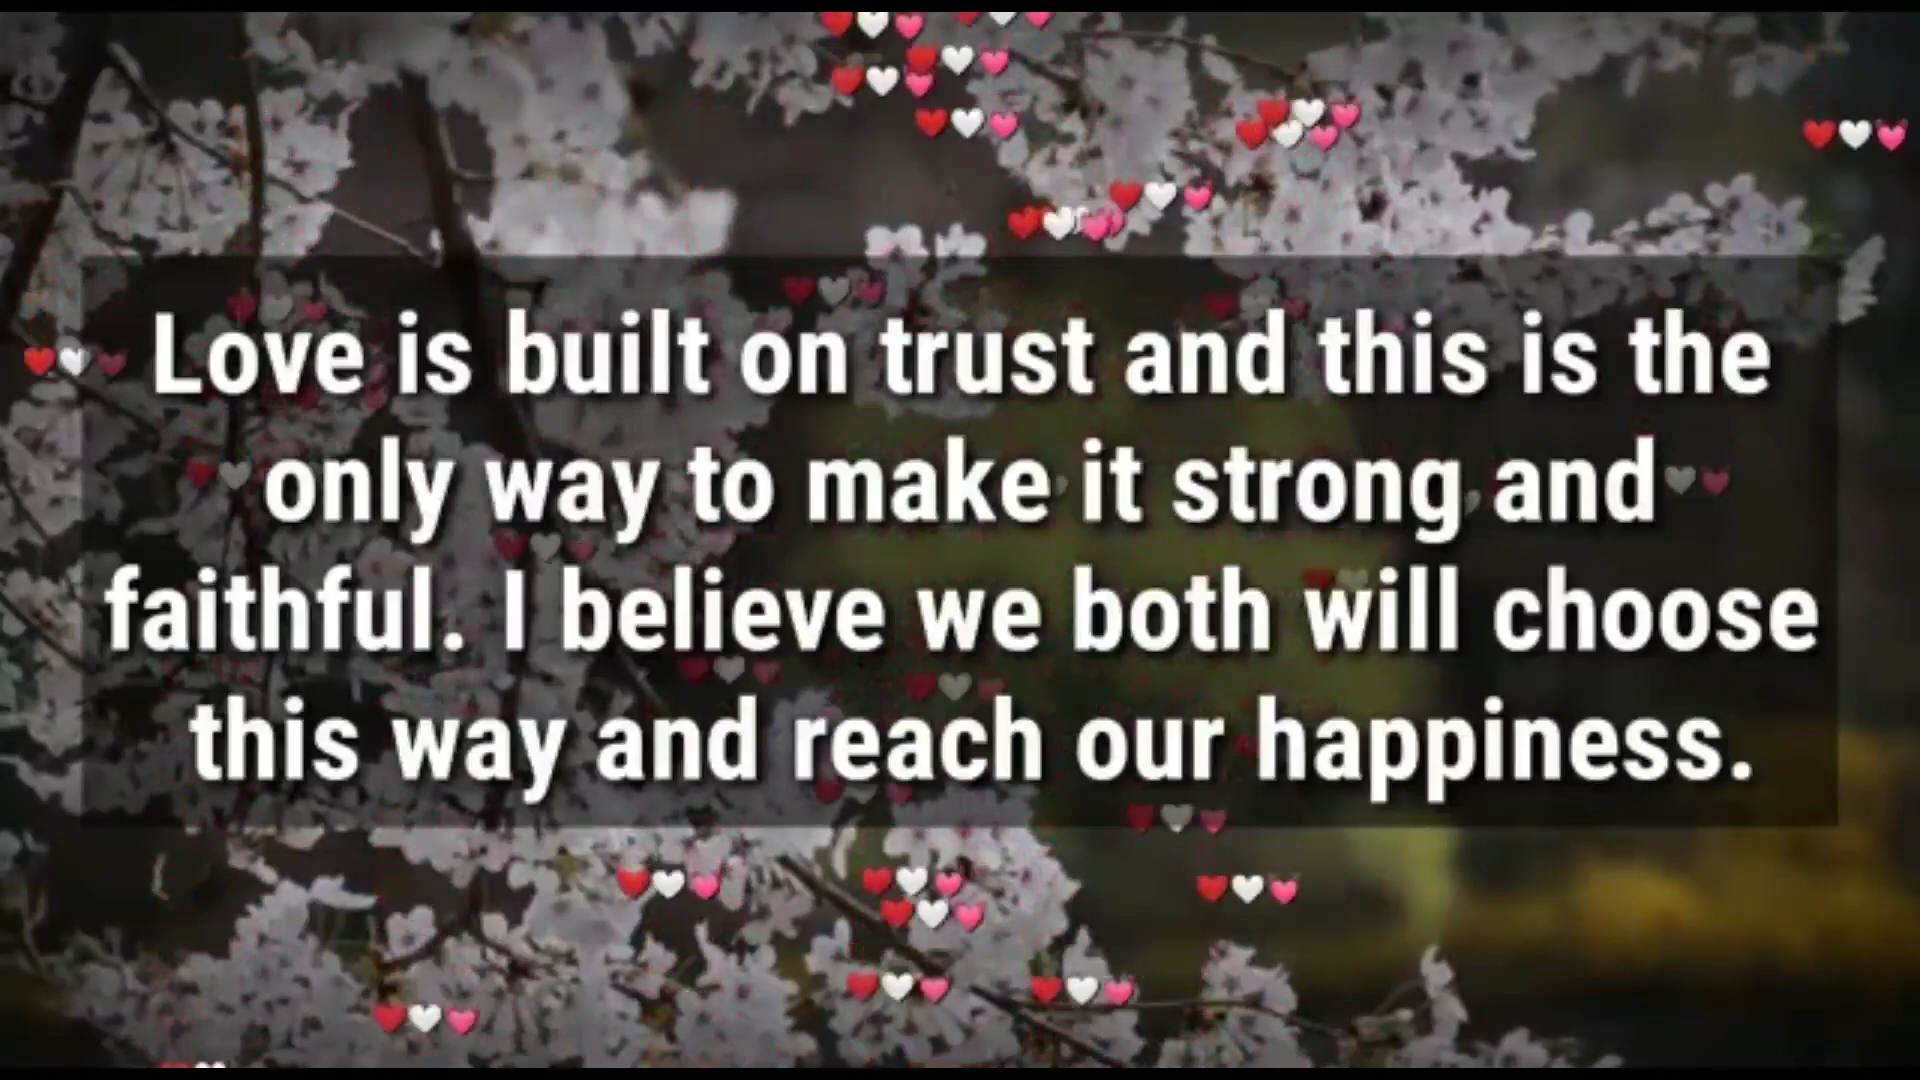 Love is built on trust and this is the
only way to make it strong and
faithful. I believe we both will choose
this way and reach our happiness.